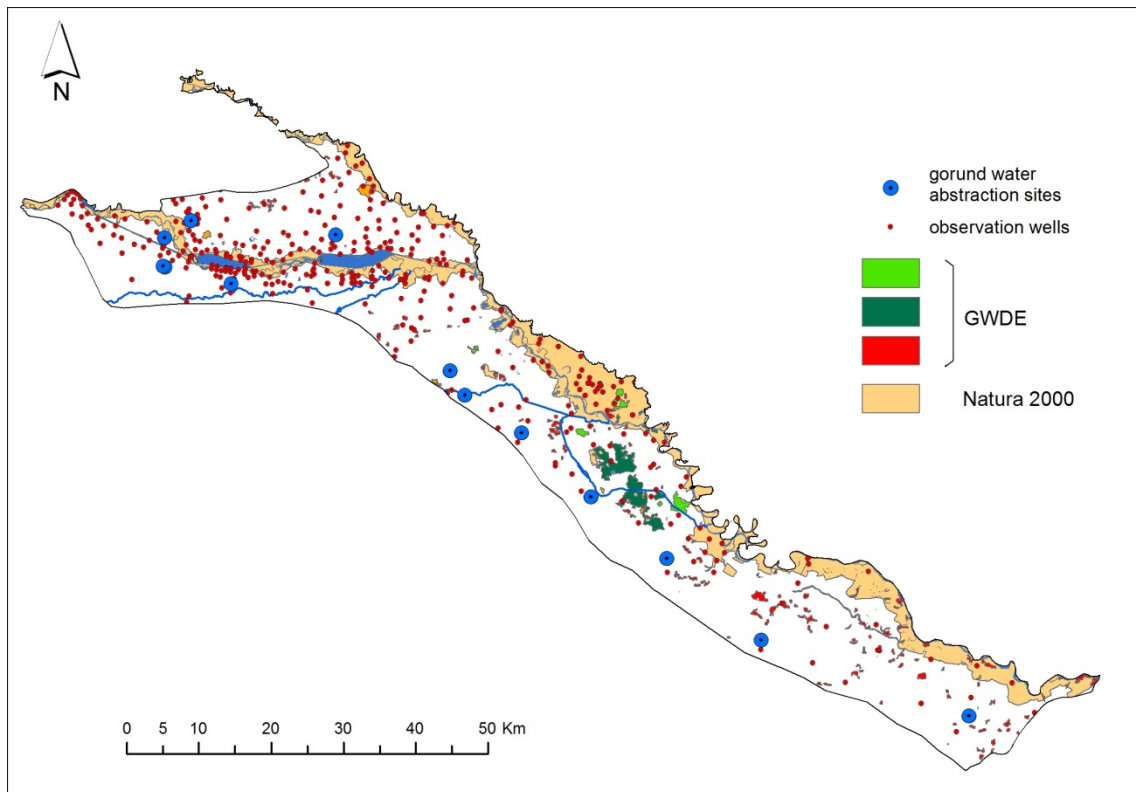 N
gorund water
abstraction sites
observation wells
GWDE
Natura 2000
0 5 10 20 30 40 50 Km